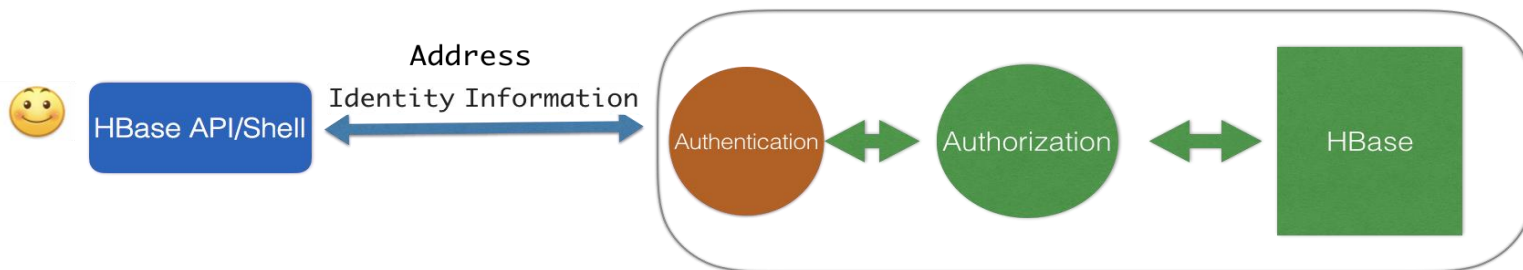 Address
Identity Information
HBase API/Shell
Authentication
Authorization
HBase